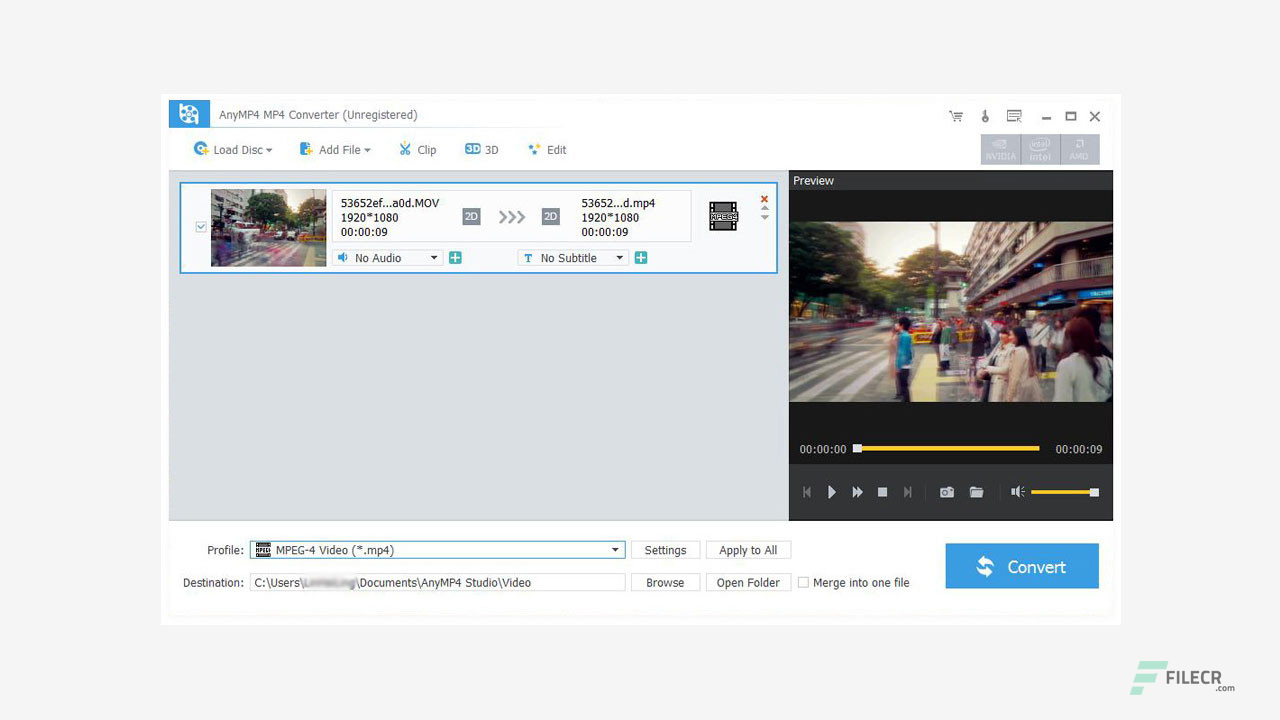 AnyMP4 MP4 Converter (Unregistered)
Load Disc Add File Clip 3D 3D Edit
NVIDIA intel AMD
Preview
53652ef...a0d.MOV
1920*1080
00:00:09
2D 2D
53652...d.mp4
1920*1080
00:00:09
MPEG
No Audio T No Subtitle
00:00:00 00:00:09
Profile: MPEG MPEG-4 Video (*.mp4) Settings Apply to All
Convert
Destination: C:\Users\ \Documents\AnyMP4 Studio\Video Browse Open Folder Merge into one file
FILECR
.com